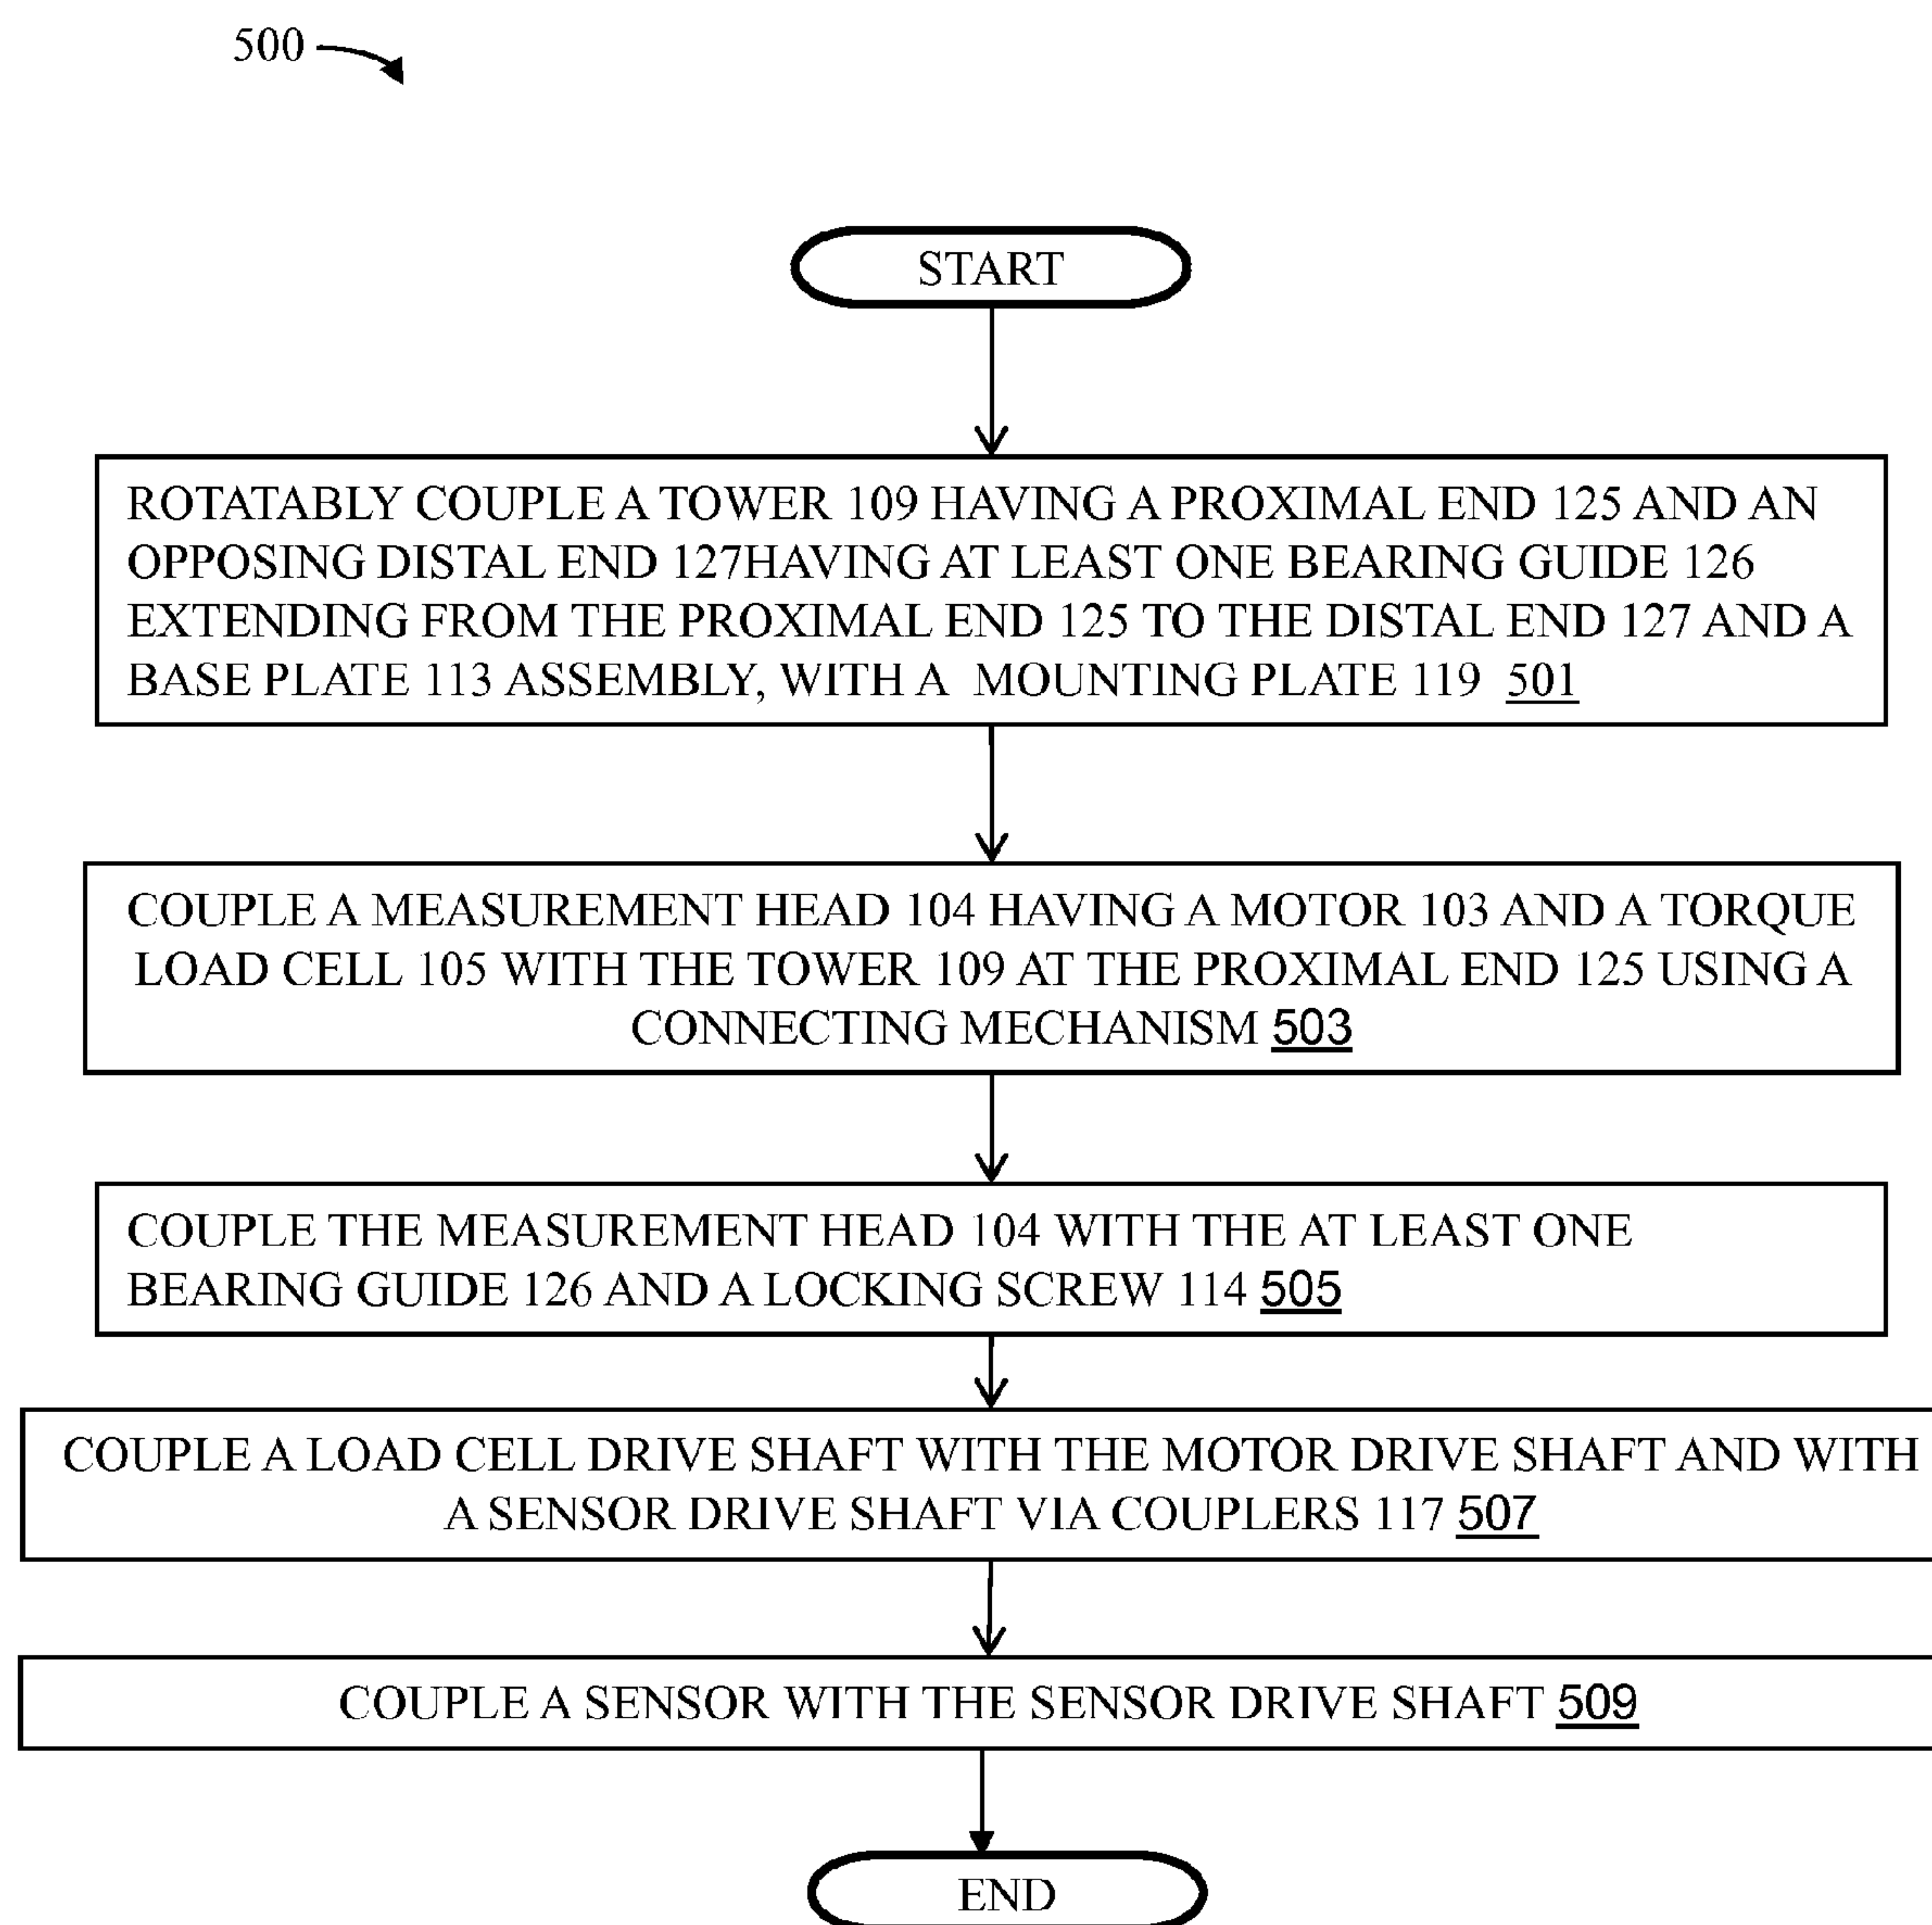 500
START
ROTATABLY COUPLE A TOWER 109 HAVING A PROXIMAL END 125 AND AN
OPPOSING DISTAL END 127HAVING AT LEAST ONE BEARING GUIDE 126
EXTENDING FROM THE PROXIMAL END 125 TO THE DISTAL END 127 AND A
BASE PLATE 113 ASSEMBLY, WITH A MOUNTING PLATE 119 501
COUPLE A MEASUREMENT HEAD 104 HAVING A MOTOR 103 AND A TORQUE
LOAD CELL 105 WITH THE TOWER 109 AT THE PROXIMAL END 125 USING A
CONNECTING MECHANISM 503
COUPLE THE MEASUREMENT HEAD 104 WITH THE AT LEAST ONE
BEARING GUIDE 126 AND A LOCKING SCREW 114 505
COUPLE A LOAD CELL DRIVE SHAFT WITH THE MOTOR DRIVE SHAFT AND WITH
A SENSOR DRIVE SHAFT VIA COUPLERS 117 507
COUPLE A SENSOR WITH THE SENSOR DRIVE SHAFT 509
END